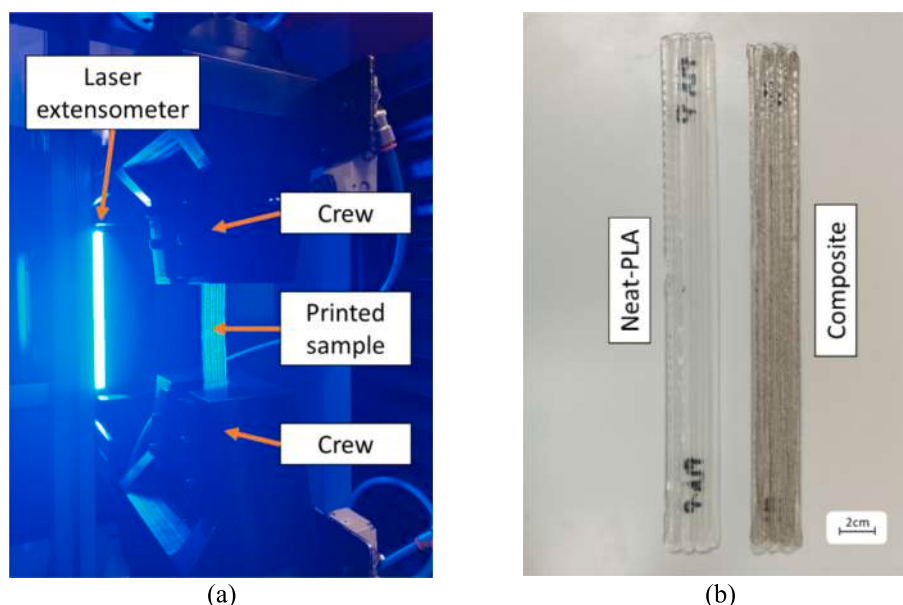 Laser
extensometer
Crew
Printed
sample
Crew
Neat-PLA
Composite
2cm
(a)
(b)